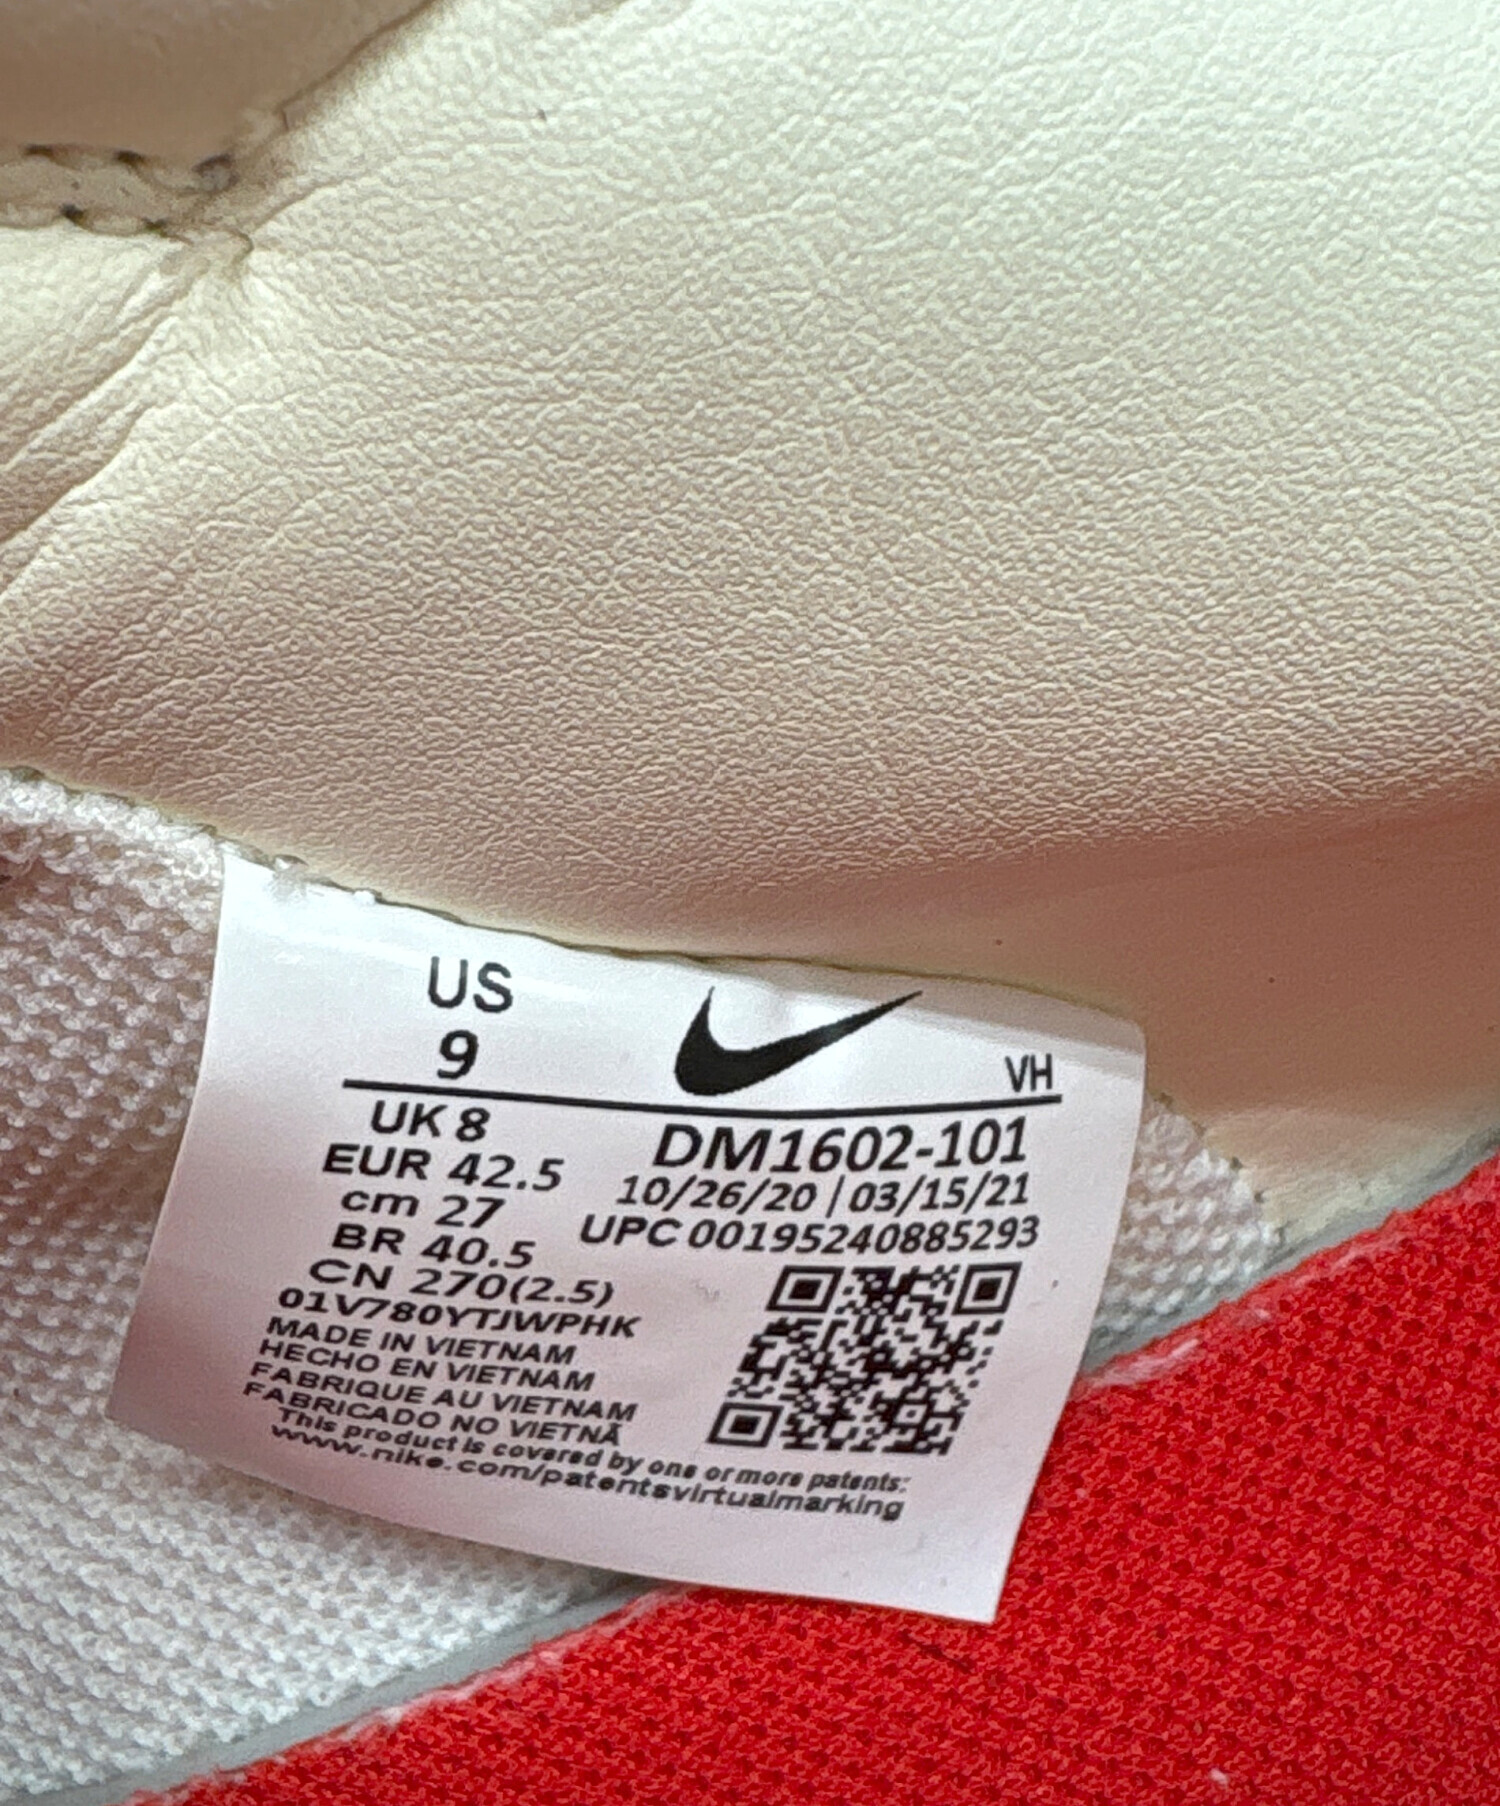 US
9
VH
UK 8
EUR 42.5
cm 27
BR 40.5
CN 270(2.5)
01V780YTJWPHK
MADE IN VIETNAM
HECHO EN VIETNAM
FABRIQUE AU VIETNAM
FABRICADO NO VIETNÃ
DM1602-101
10/26/20 | 03/15/21
UPC 00195240885293
This product is covered by one or more patents:
www.nike.com/patentsvirtualmarking